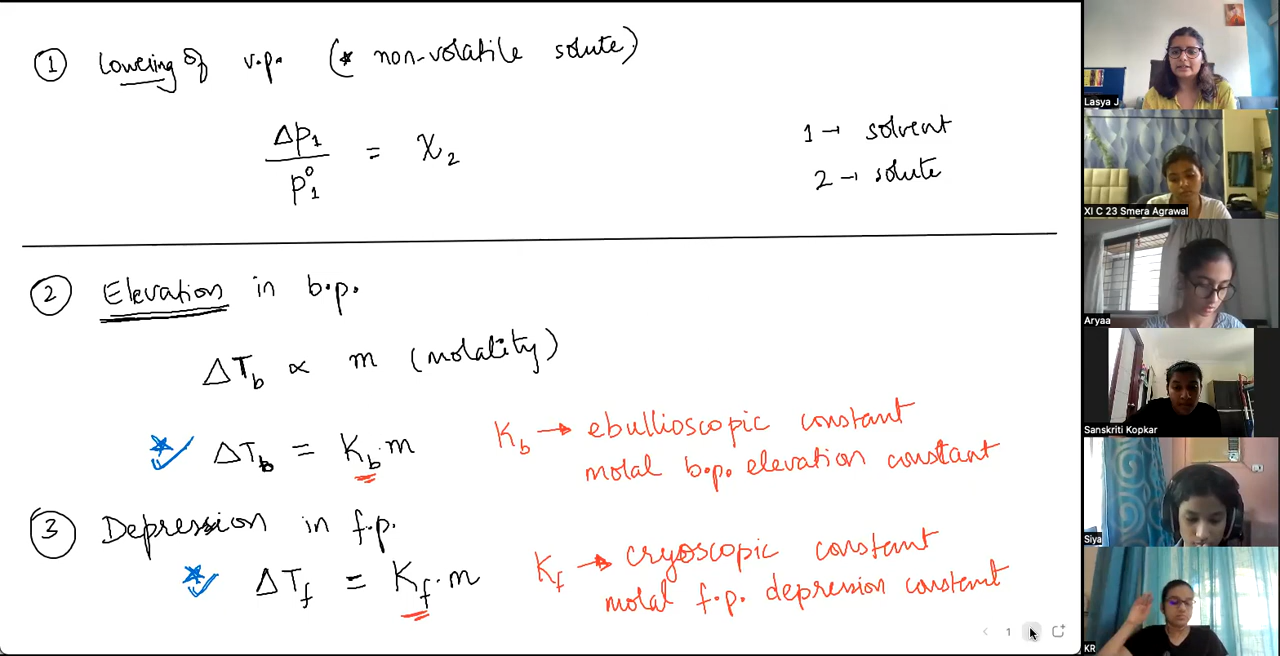 ① Lowering of v.p. (* non-volatile solute)
Δp₁ / p₁⁰ = χ₂
1 → solvent
2 → solute
② Elevation in b.p.
ΔT_b ∝ m (molality)
ΔT_b = K_b · m
K_b → ebullioscopic constant
molal b.p. elevation constant
③ Depression in f.p.
ΔT_f = K_f · m
K_f → cryoscopic constant
molal f.p. depression constant
1
Lasya J
XI C 23 Smera Agrawal
Aryaa
Sanskriti Kopkar
Siya
KR